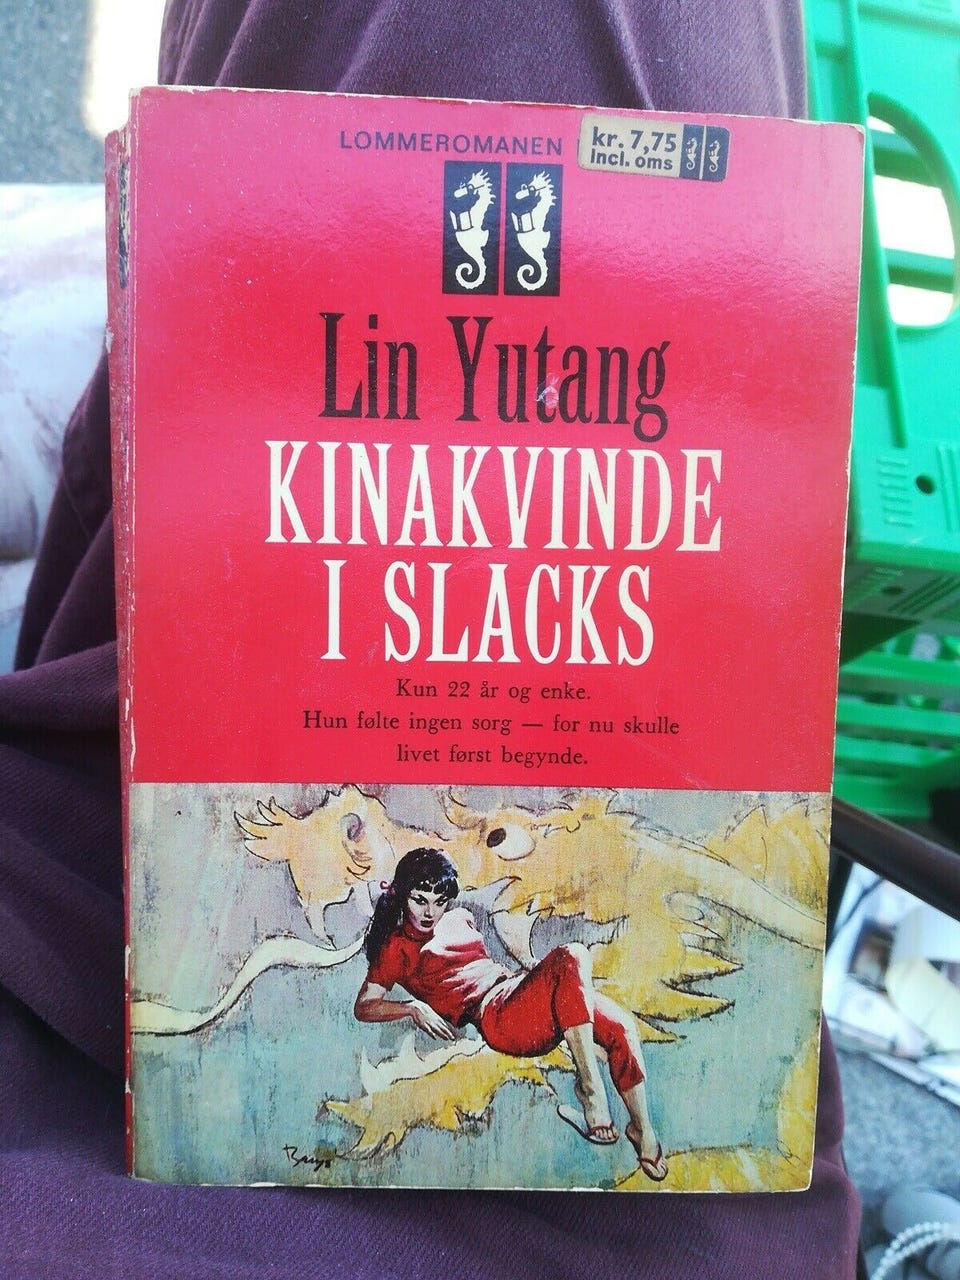 LOMMEROMANEN
kr. 7,75
incl. oms
Lin Yutang
KINAKVINDE
I SLACKS
Kun 22 år og enke.
Hun følte ingen sorg — for nu skulle
livet først begynde.